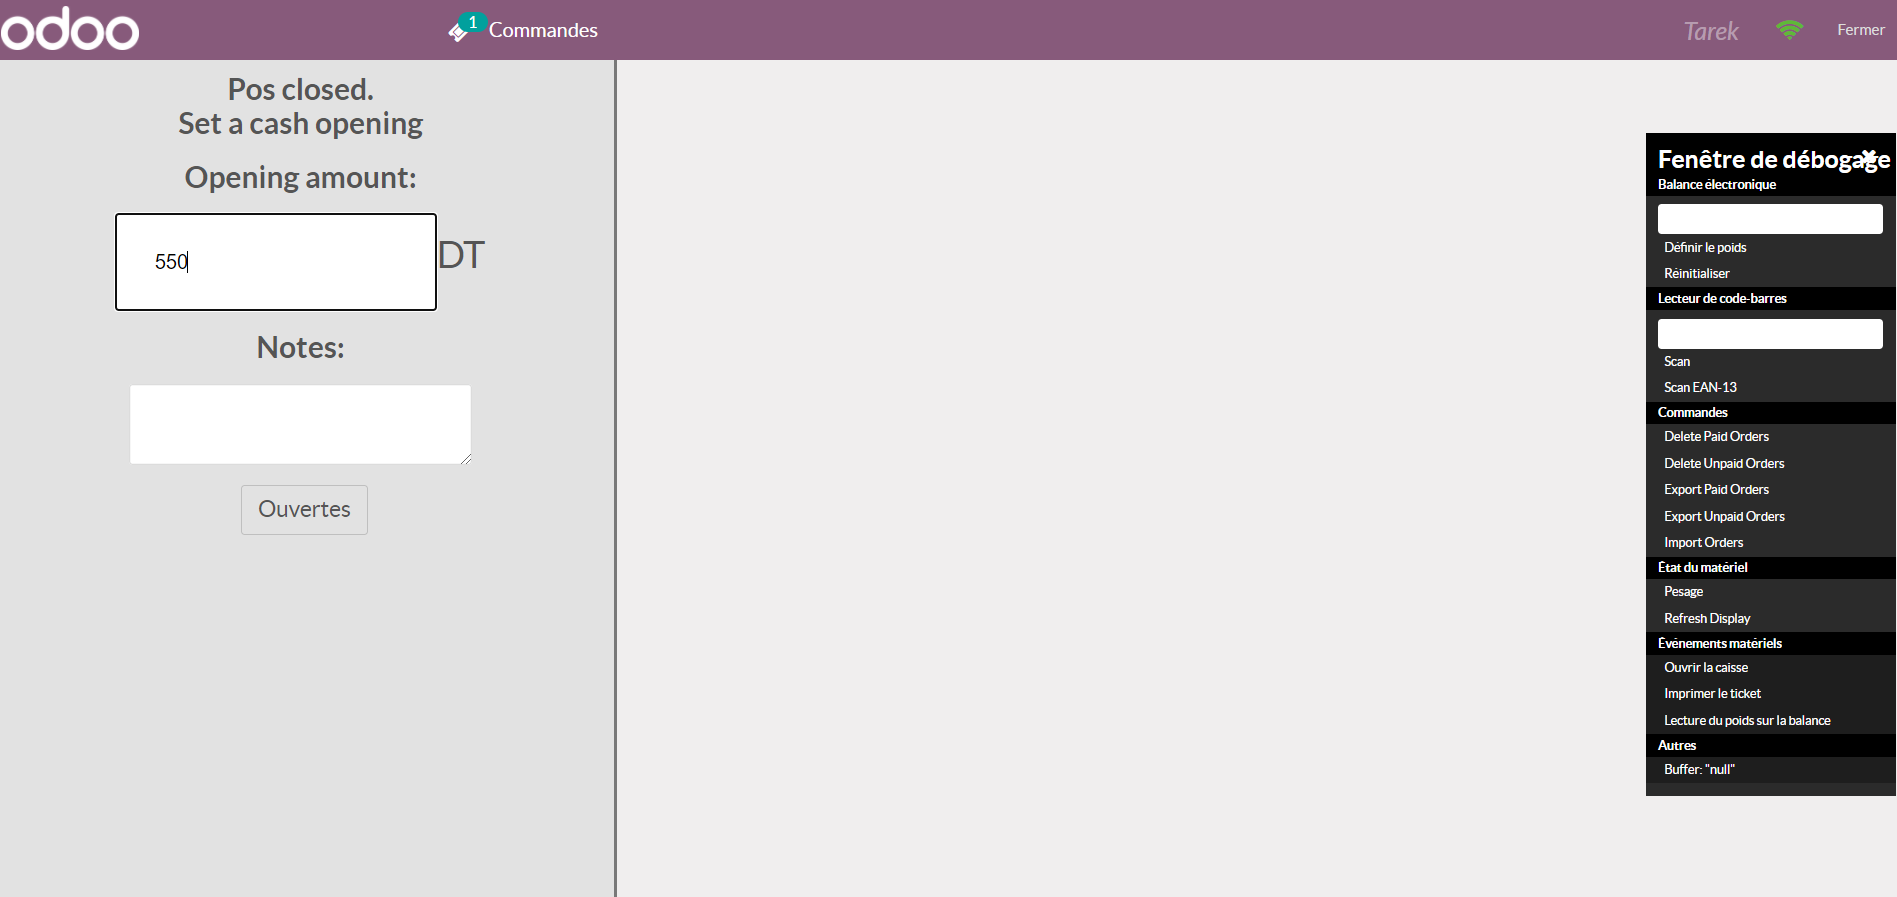 odoo
1
Commandes
Tarek
Fermer
Pos closed.
Set a cash opening
Opening amount:
550
DT
Notes:
Ouvertes
Fenêtre de débogage
Balance électronique
Définir le poids
Réinitialiser
Lecteur de code-barres
Scan
Scan EAN-13
Commandes
Delete Paid Orders
Delete Unpaid Orders
Export Paid Orders
Export Unpaid Orders
Import Orders
État du matériel
Pesage
Refresh Display
Événements matériels
Ouvrir la caisse
Imprimer le ticket
Lecture du poids sur la balance
Autres
Buffer: "null"